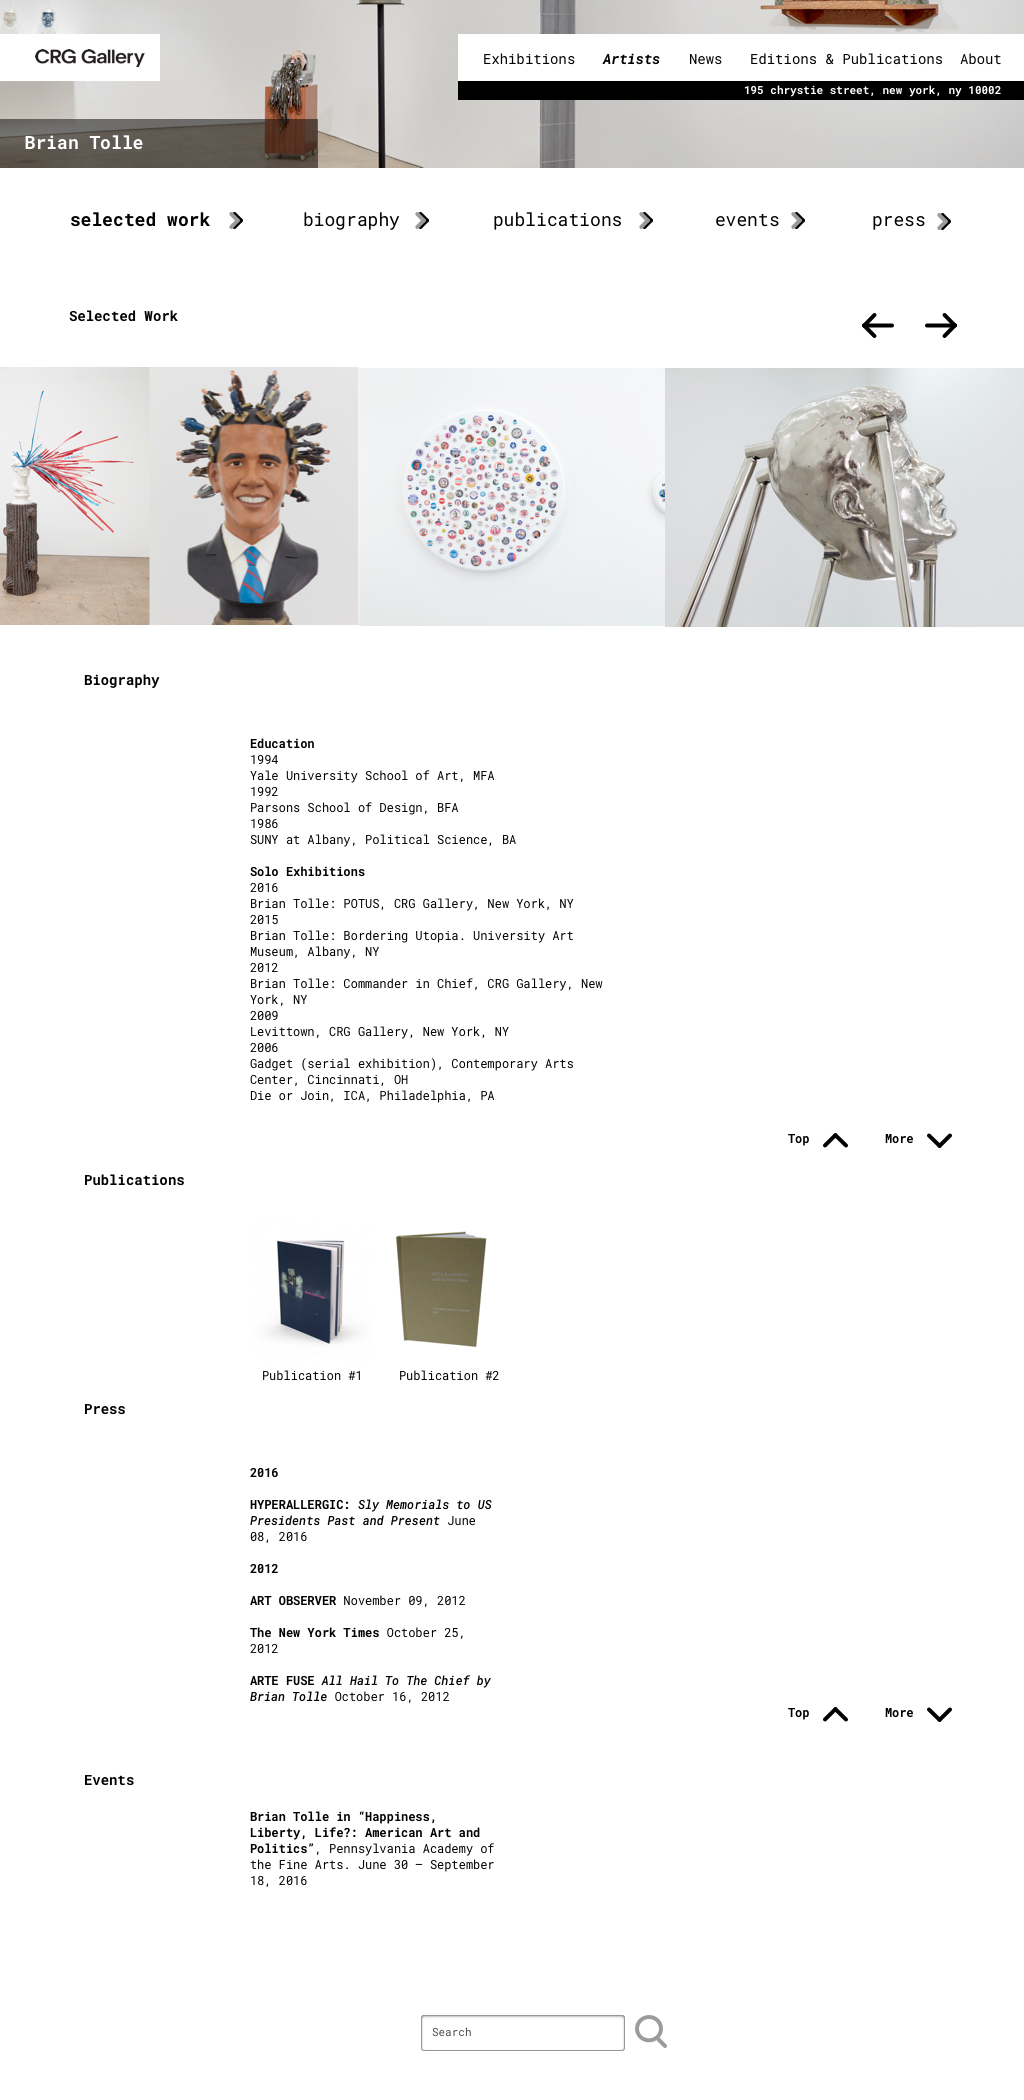 CRG Gallery
Exhibitions Artists News Editions & Publications About
195 chrystie street, new york, ny 10002
Brian Tolle
selected work biography publications events press
Selected Work
Biography
Education
1994
Yale University School of Art, MFA
1992
Parsons School of Design, BFA
1986
SUNY at Albany, Political Science, BA
Solo Exhibitions
2016
Brian Tolle: POTUS, CRG Gallery, New York, NY
2015
Brian Tolle: Bordering Utopia. University Art
Museum, Albany, NY
2012
Brian Tolle: Commander in Chief, CRG Gallery, New
York, NY
2009
Levittown, CRG Gallery, New York, NY
2006
Gadget (serial exhibition), Contemporary Arts
Center, Cincinnati, OH
Die or Join, ICA, Philadelphia, PA
Top More
Publications
Publication #1 Publication #2
Press
2016
HYPERALLERGIC: Sly Memorials to US
Presidents Past and Present June
08, 2016
2012
ART OBSERVER November 09, 2012
The New York Times October 25,
2012
ARTE FUSE All Hail To The Chief by
Brian Tolle October 16, 2012
Top More
Events
Brian Tolle in “Happiness,
Liberty, Life?: American Art and
Politics”, Pennsylvania Academy of
the Fine Arts. June 30 – September
18, 2016
Search